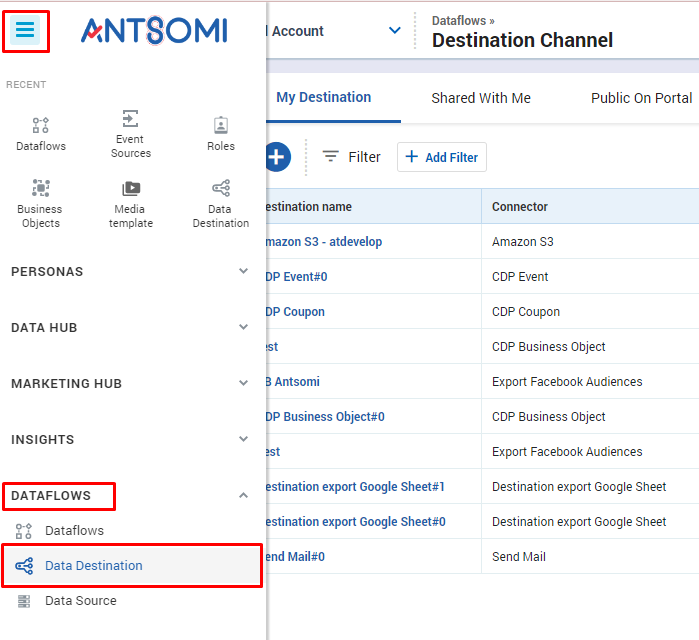 ANTSOMI
Account
Dataflows »
Destination Channel
RECENT
Dataflows
Event
Sources
Roles
Business
Objects
Media
template
Data
Destination
PERSONAS
DATA HUB
MARKETING HUB
INSIGHTS
DATAFLOWS
Dataflows
Data Destination
Data Source
My Destination
Shared With Me
Public On Portal
Filter
Add Filter
estination name
Connector
mazon S3 - atdevelop
Amazon S3
DP Event#0
CDP Event
DP Coupon
CDP Coupon
est
CDP Business Object
B Antsomi
Export Facebook Audiences
DP Business Object#0
CDP Business Object
est
Export Facebook Audiences
estination export Google Sheet#1
Destination export Google Sheet
estination export Google Sheet#0
Destination export Google Sheet
end Mail#0
Send Mail